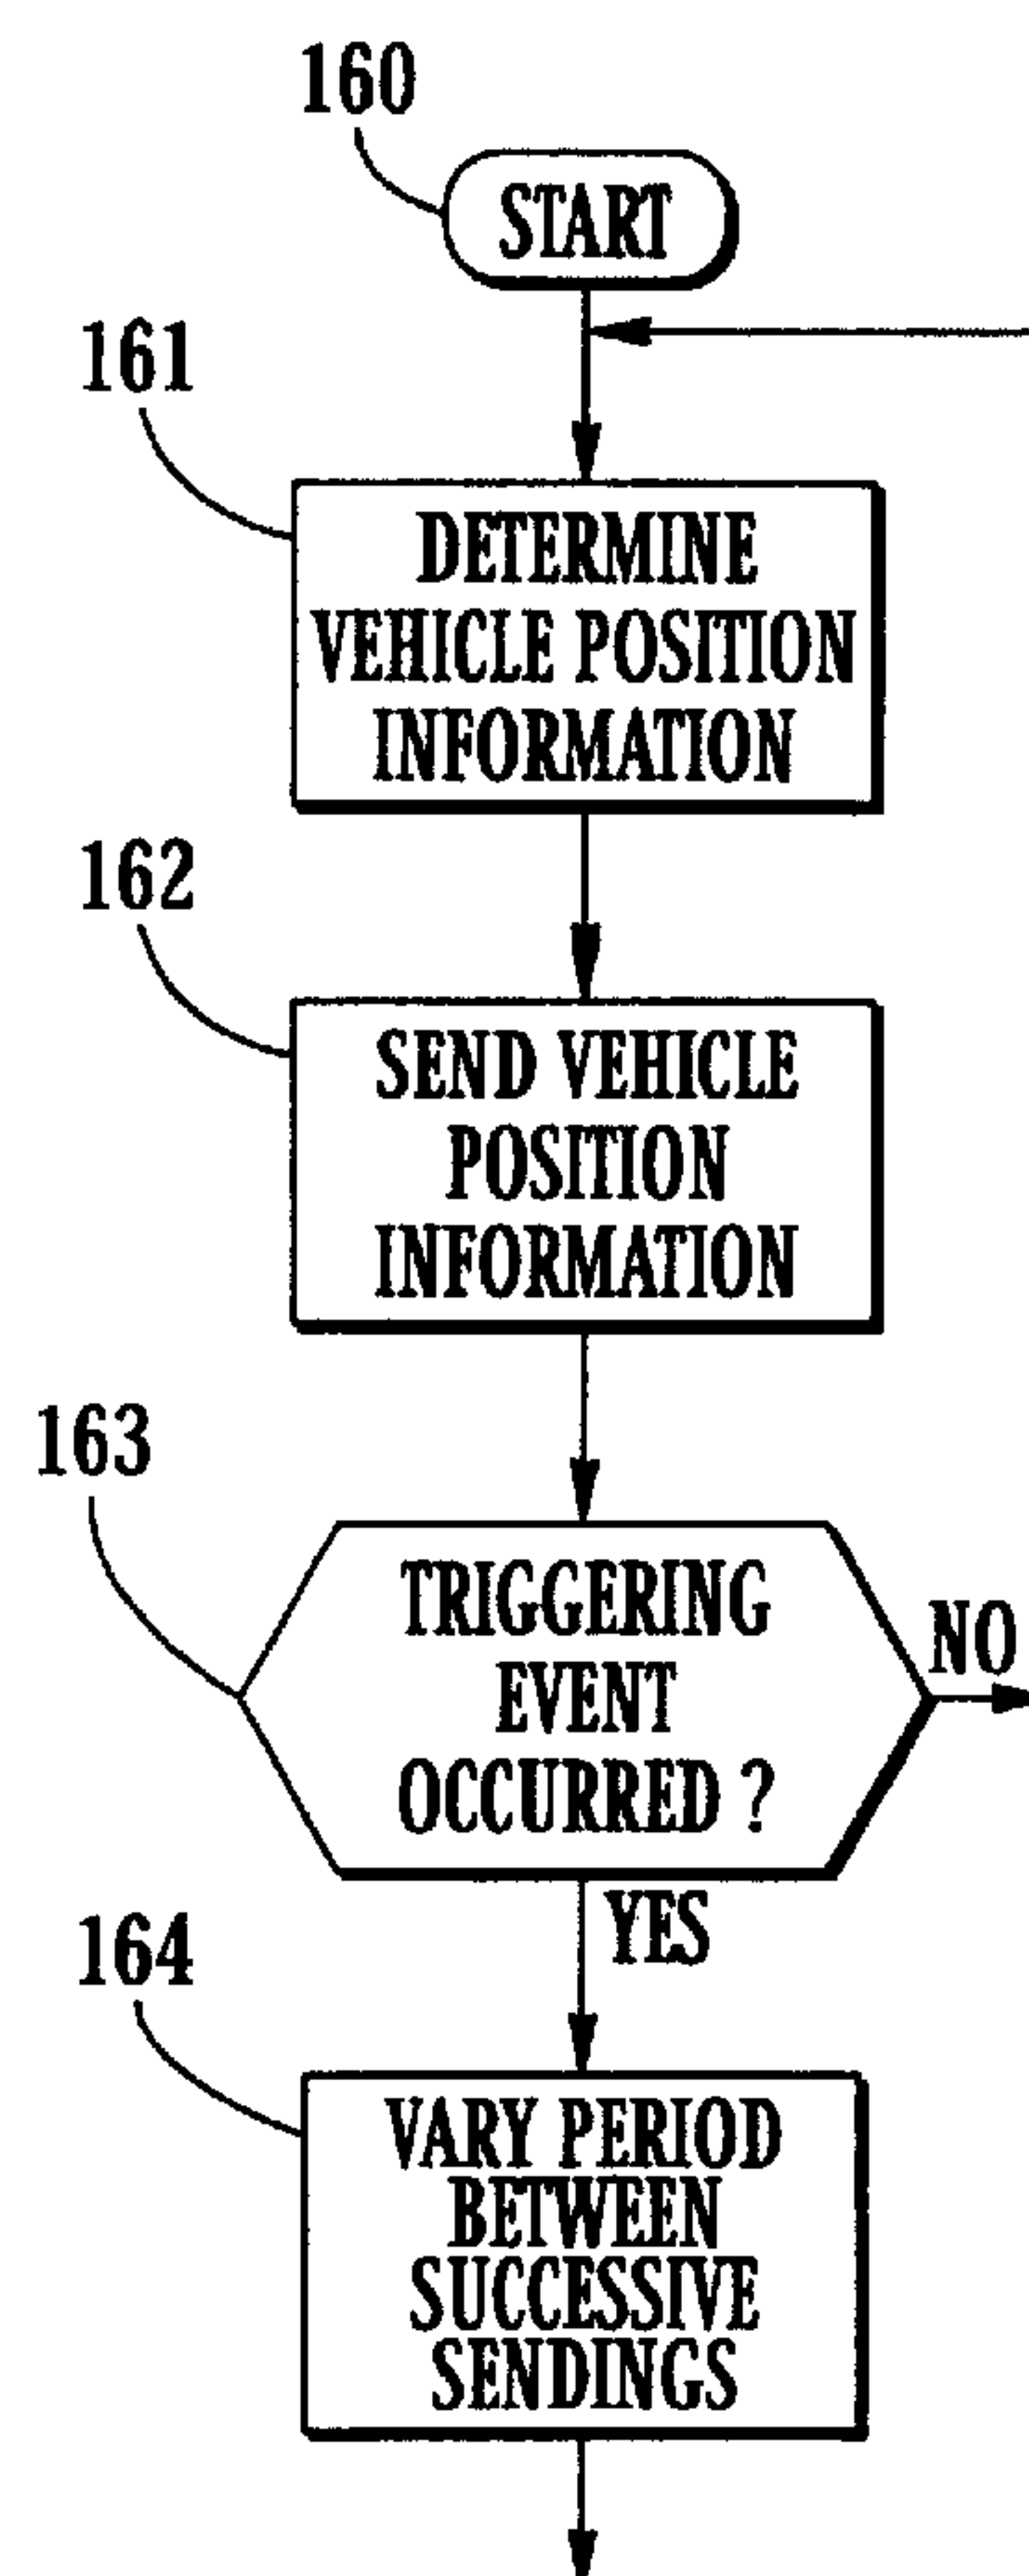 160
START
161
DETERMINE
VEHICLE POSITION
INFORMATION
162
SEND VEHICLE
POSITION
INFORMATION
163
TRIGGERING
EVENT
OCCURRED ?
NO
YES
164
VARY PERIOD
BETWEEN
SUCCESSIVE
SENDINGS